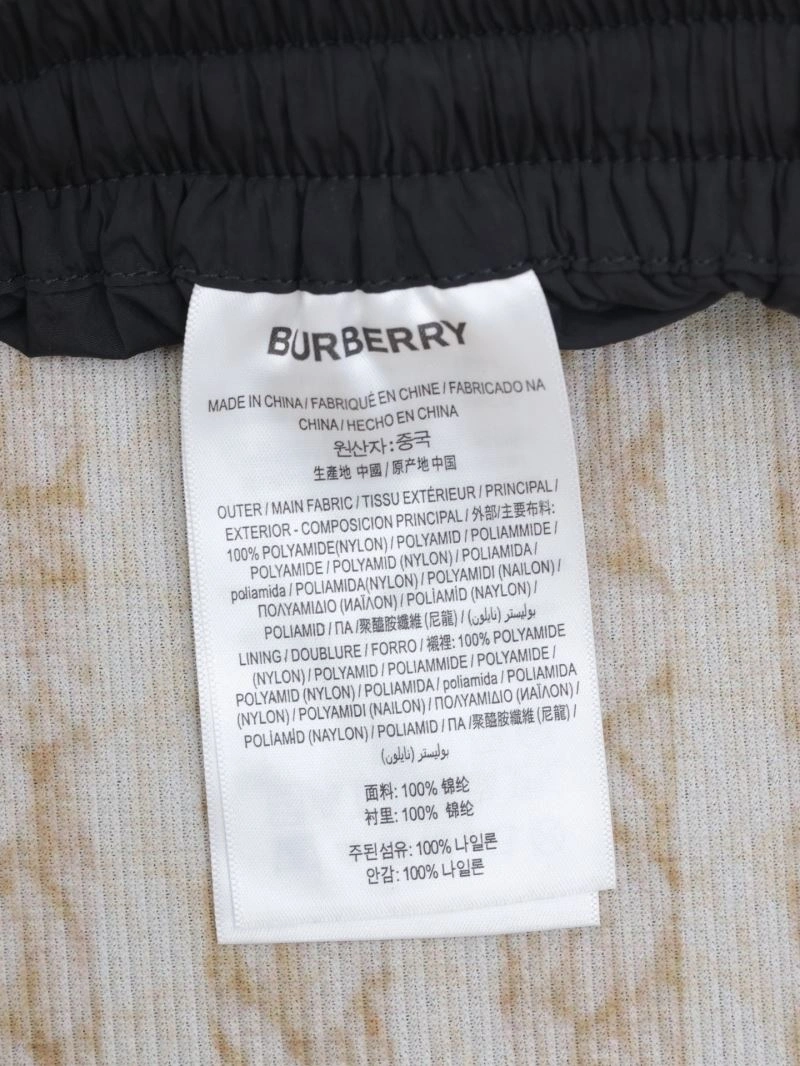 BURBERRY
MADE IN CHINA / FABRIQUÉ EN CHINE / FABRICADO NA
CHINA / HECHO EN CHINA
원산자 : 중국
生產地 中國 / 原产地 中国
OUTER / MAIN FABRIC / TISSU EXTÉRIEUR / PRINCIPAL /
EXTERIOR - COMPOSICION PRINCIPAL / 外部/主要布料:
100% POLYAMIDE(NYLON) / POLYAMID / POLIAMMIDE /
POLYAMIDE / POLYAMID (NYLON) / POLIAMIDA /
poliamida / POLIAMIDA(NYLON) / POLYAMIDI (NAILON) /
ΠΟΛΥΑΜΙΔΙΟ (ΝΑΪΛΟΝ) / POLİAMİD (NAYLON) /
POLIAMID / ПА /聚醯胺纖維 (尼龍) / بوليستر (نايلون)
LINING / DOUBLURE / FORRO / 襯裡: 100% POLYAMIDE
(NYLON) / POLYAMID / POLIAMMIDE / POLYAMIDE /
POLYAMID (NYLON) / POLIAMIDA / poliamida / POLIAMIDA
(NYLON) / POLYAMIDI (NAILON) / ΠΟΛΥΑΜΙΔΙΟ (ΝΑΪΛΟΝ) /
POLİAMİD (NAYLON) / POLIAMID / ПА /聚醯胺纖維 (尼龍) /
بوليستر (نايلون)
面料: 100% 锦纶
衬里: 100% 锦纶
주된섬유: 100% 나일론
안감: 100% 나일론